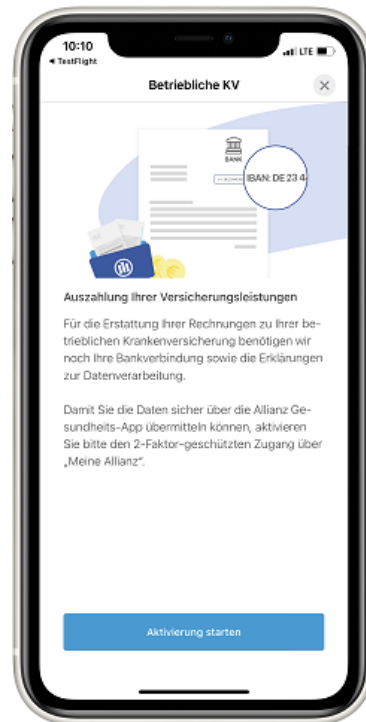 10:10
LTE
◀ TestFlight
Betriebliche KV
BANK
IBAN: DE 23 4
Auszahlung Ihrer Versicherungsleistungen
Für die Erstattung Ihrer Rechnungen zu Ihrer be-
trieblichen Krankenversicherung benötigen wir
noch Ihre Bankverbindung sowie die Erklärungen
zur Datenverarbeitung.
Damit Sie die Daten sicher über die Allianz Ge-
sundheits-App übermitteln können, aktivieren
Sie bitte den 2-Faktor-geschützten Zugang über
„Meine Allianz“.
Aktivierung starten